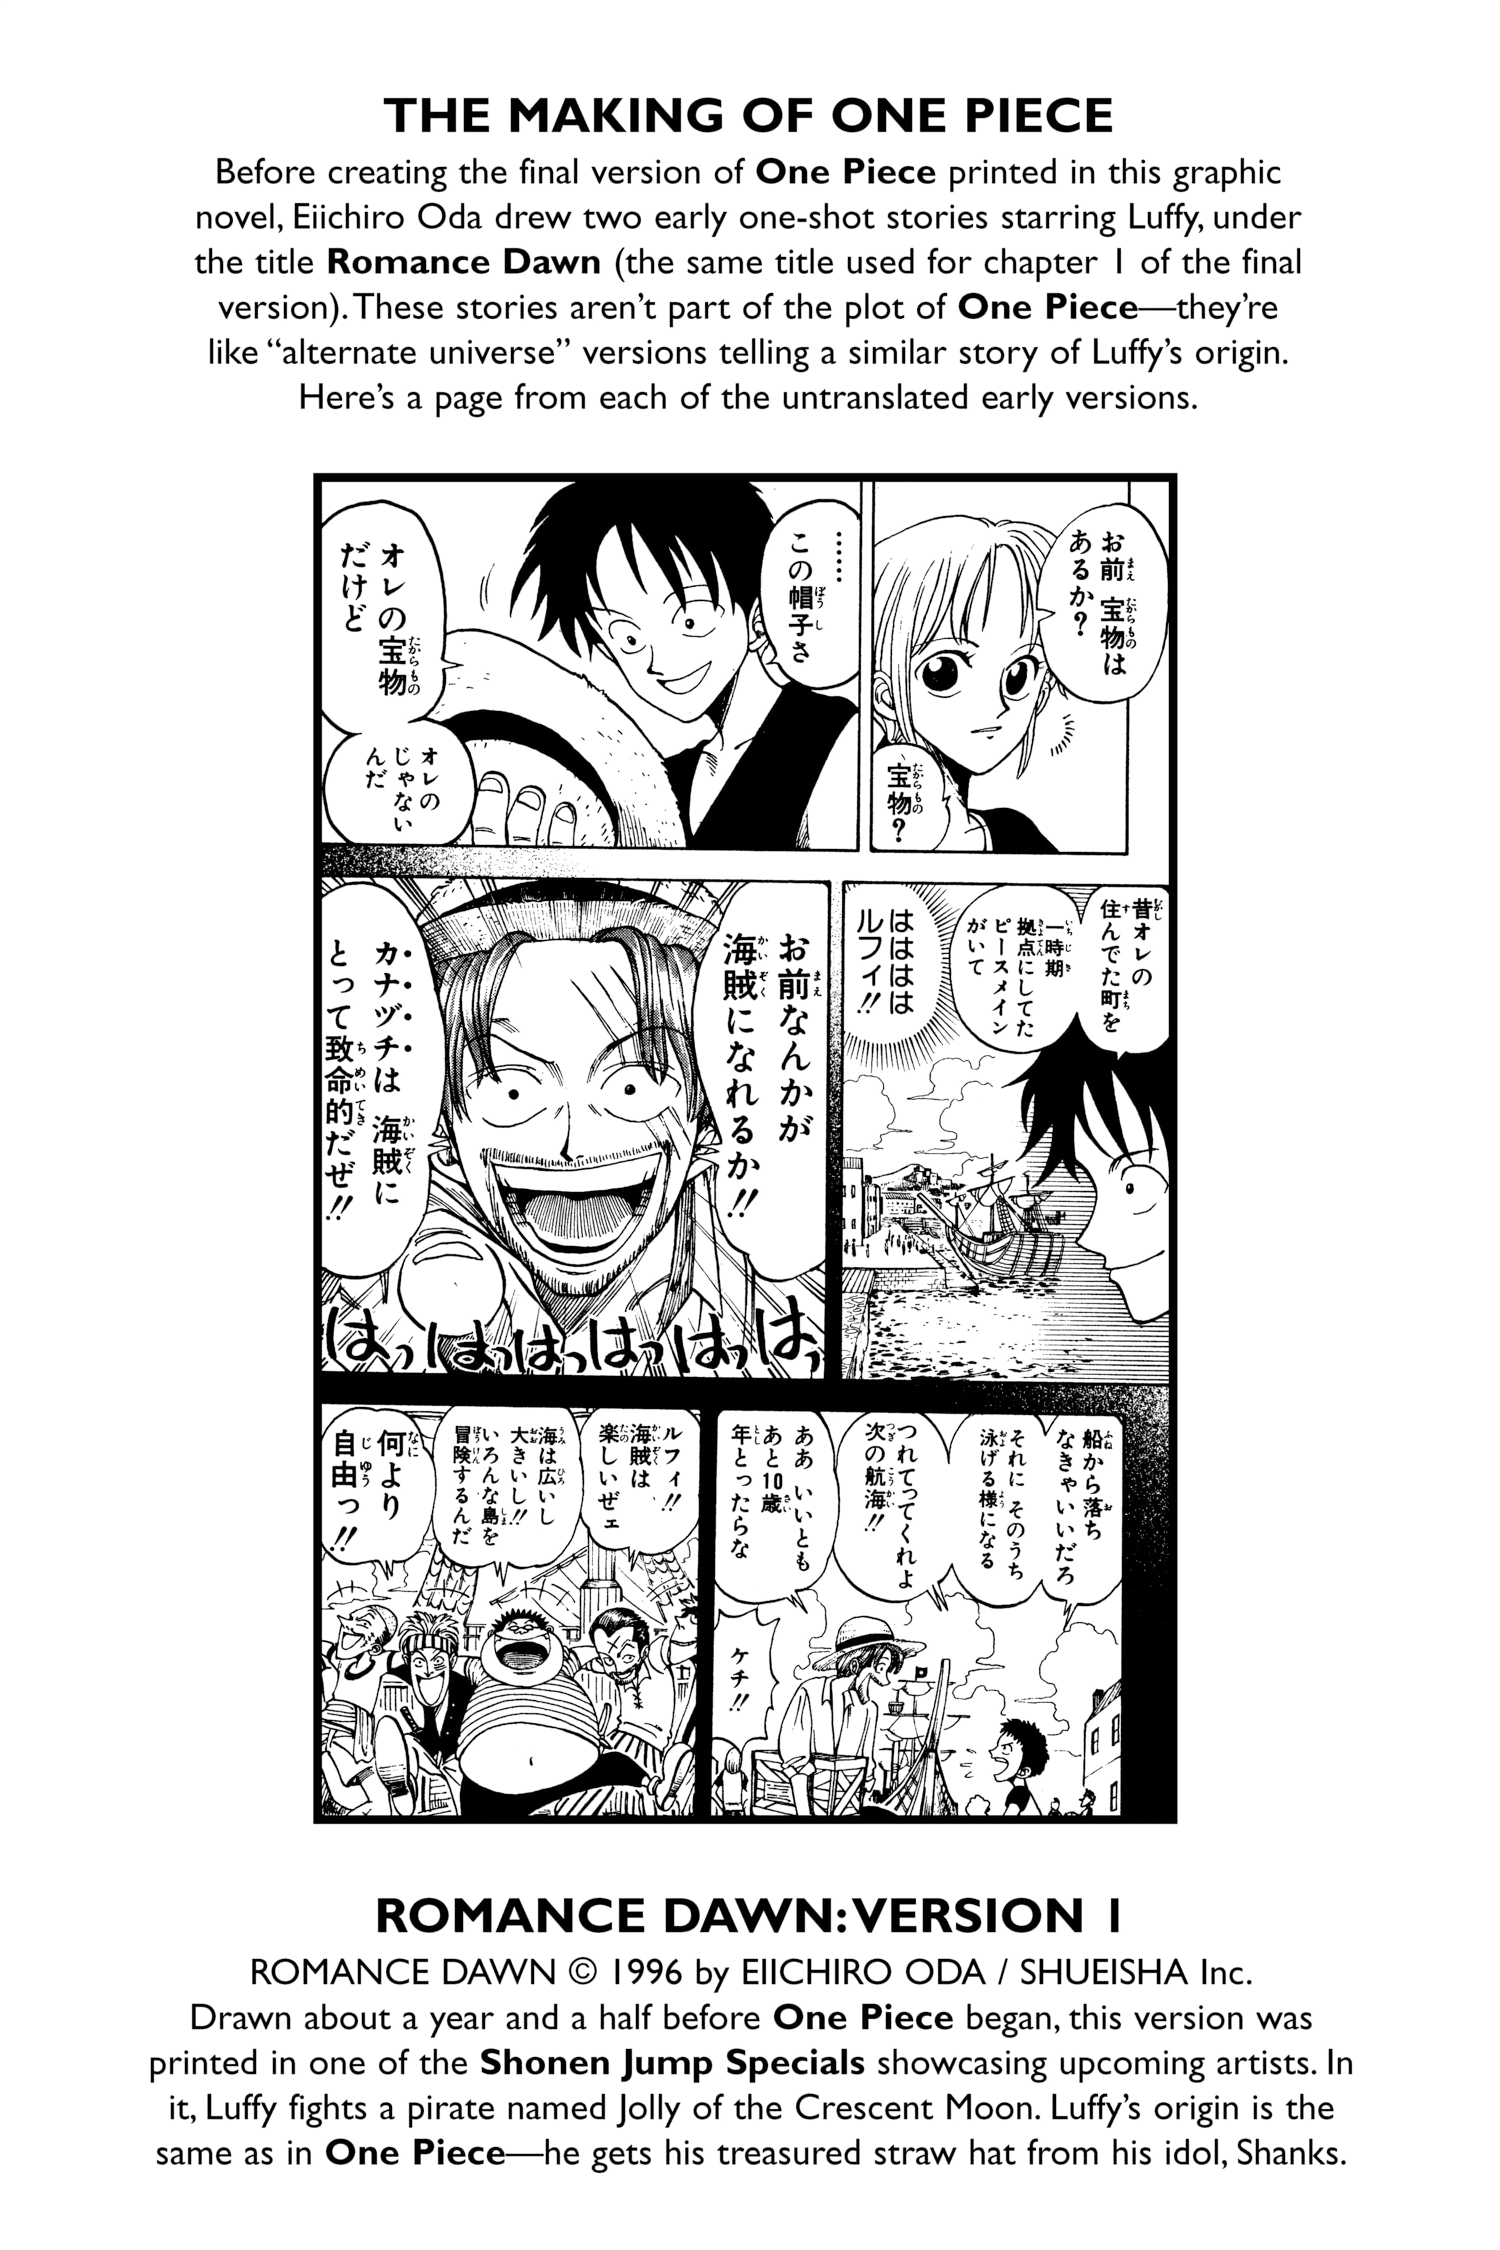 THE MAKING OF ONE PIECE
Before creating the final version of One Piece printed in this graphic
novel, Eiichiro Oda drew two early one-shot stories starring Luffy, under
the title Romance Dawn (the same title used for chapter 1 of the final
version). These stories aren't part of the plot of One Piece—they're
like “alternate universe” versions telling a similar story of Luffy's origin.
Here's a page from each of the untranslated early versions.
お前 宝物は
あるか?
宝物?
……
この帽子さ
オレの宝物
だけど
オレの
じゃない
んだ
昔オレの
住んでた町を
一時期
拠点にしてた
ピースメイン
がいて
はははは
ルフィ!!
お前なんかが
海賊になれるか!!
カナヅチは 海賊に
とって致命的だぜ!!
はっはっはっはっはっはっ
船から落ち
なきゃいいだろ
それに そのうち
泳げる様になる
つれてってくれよ
次の航海!!
ああ いいとも
あと10歳
年とったらな
ケチ!!
ルフィ!!
海賊は
楽しいぜェ
海は広いし
大きいし!!
いろんな島を
冒険するんだ
何より
自由っ!!
ROMANCE DAWN: VERSION 1
ROMANCE DAWN © 1996 by EIICHIRO ODA / SHUEISHA Inc.
Drawn about a year and a half before One Piece began, this version was
printed in one of the Shonen Jump Specials showcasing upcoming artists. In
it, Luffy fights a pirate named Jolly of the Crescent Moon. Luffy's origin is the
same as in One Piece—he gets his treasured straw hat from his idol, Shanks.